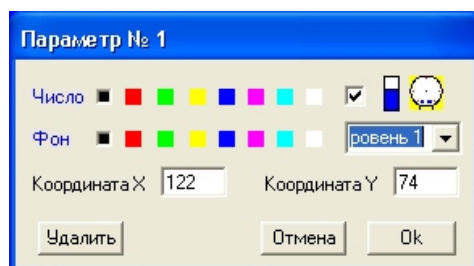 Параметр № 1
Число
Фон ровень 1
Координата X 122 Координата Y 74
Удалить Отмена Ok